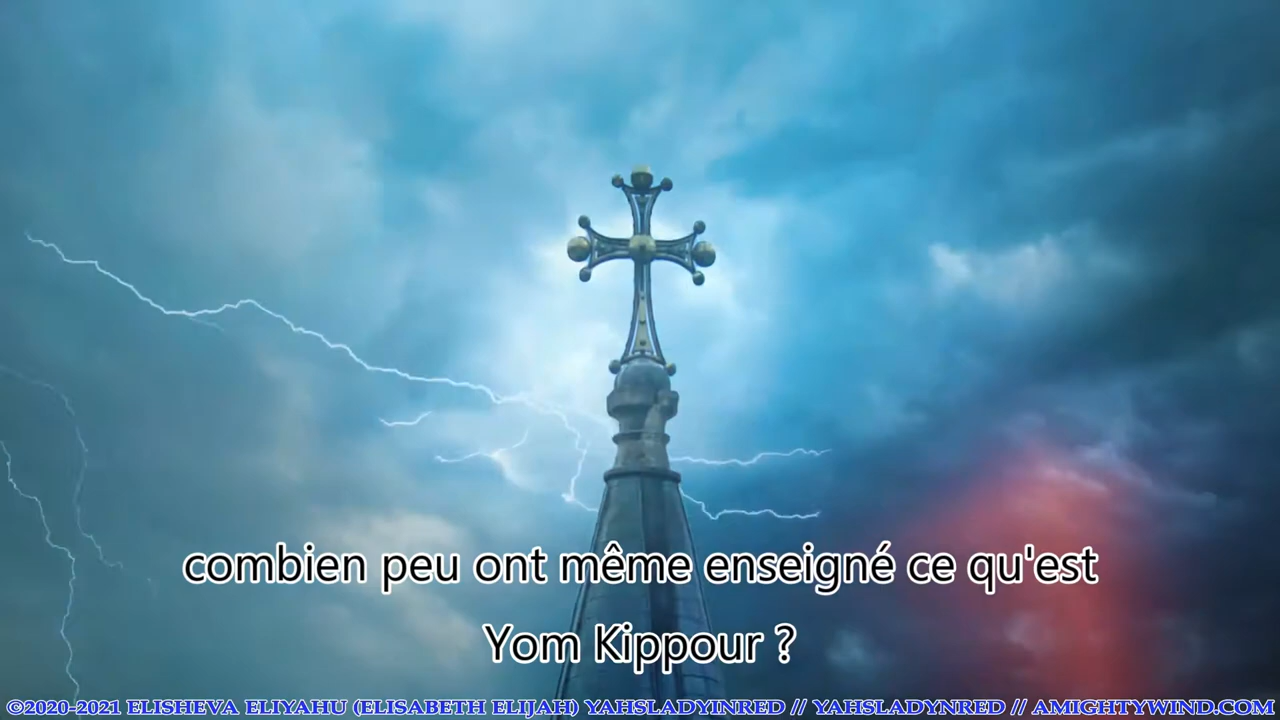 combien peu ont même enseigné ce qu'est
Yom Kippour ?
©2020-2021 ELISHEVA ELIYAHU (ELISABETH ELIJAH) YAHSLADYINRED // YAHSLADYNRED // AMIGHTYWIND.COM